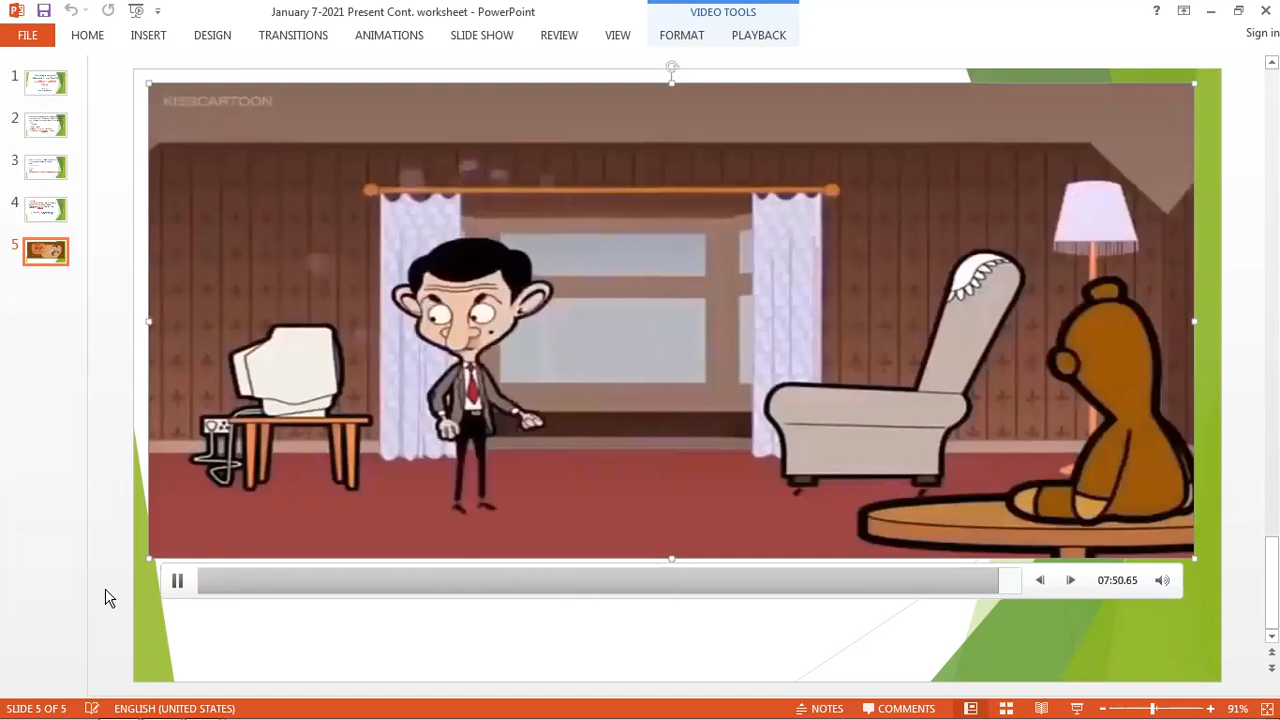 January 7-2021 Present Cont. worksheet - PowerPoint
VIDEO TOOLS
?
FILE
HOME
INSERT
DESIGN
TRANSITIONS
ANIMATIONS
SLIDE SHOW
REVIEW
VIEW
FORMAT
PLAYBACK
Sign in
1
2
3
4
5
KISSCARTOON
07:50.65
SLIDE 5 OF 5
ENGLISH (UNITED STATES)
NOTES
COMMENTS
91%